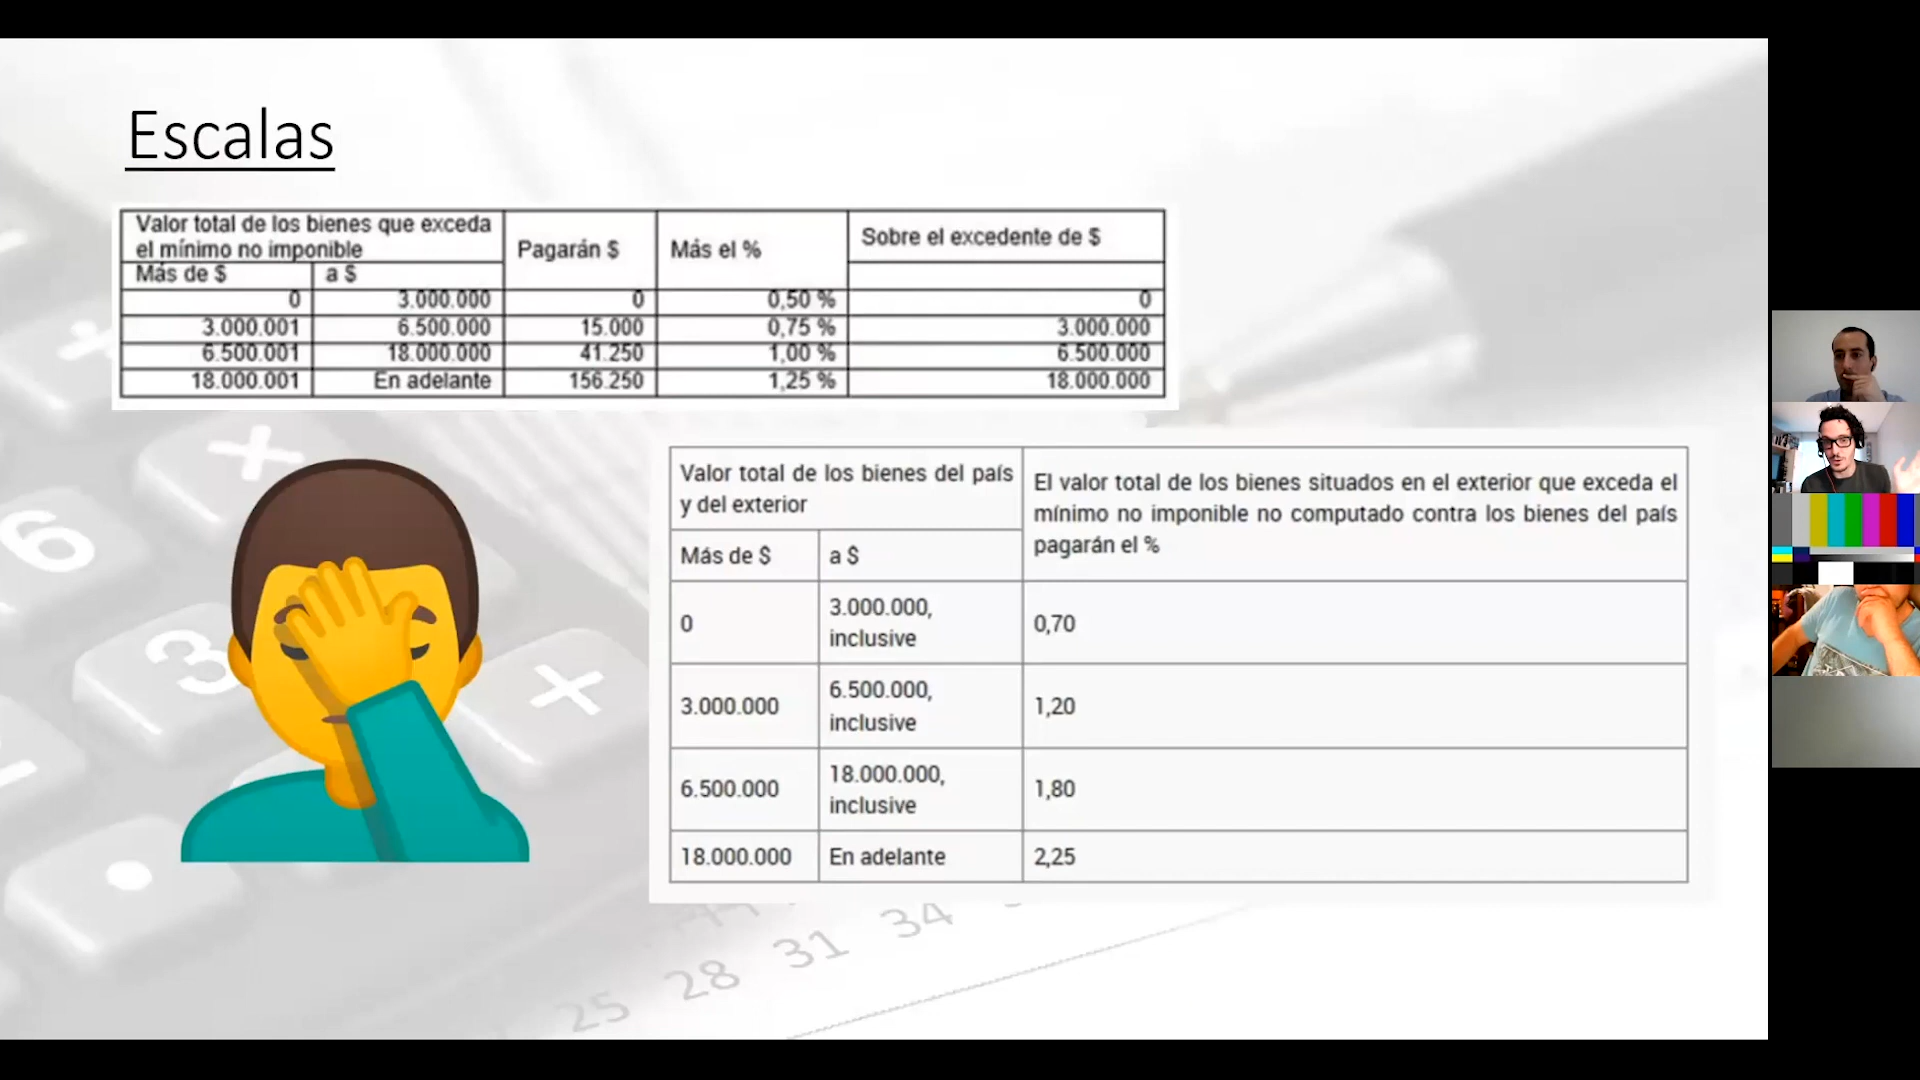 Escalas
Valor total de los bienes que exceda
el mínimo no imponible
Pagarán $
Más el %
Sobre el excedente de $
Más de $
a $
0 3.000.000 0 0,50 % 0
3.000.001 6.500.000 15.000 0,75 % 3.000.000
6.500.001 18.000.000 41.250 1,00 % 6.500.000
18.000.001 En adelante 156.250 1,25 % 18.000.000
Valor total de los bienes del país
y del exterior
El valor total de los bienes situados en el exterior que exceda el
mínimo no imponible no computado contra los bienes del país
pagarán el %
Más de $
a $
0
3.000.000,
inclusive
0,70
3.000.000
6.500.000,
inclusive
1,20
6.500.000
18.000.000,
inclusive
1,80
18.000.000
En adelante
2,25
6
3
25 28 31 34